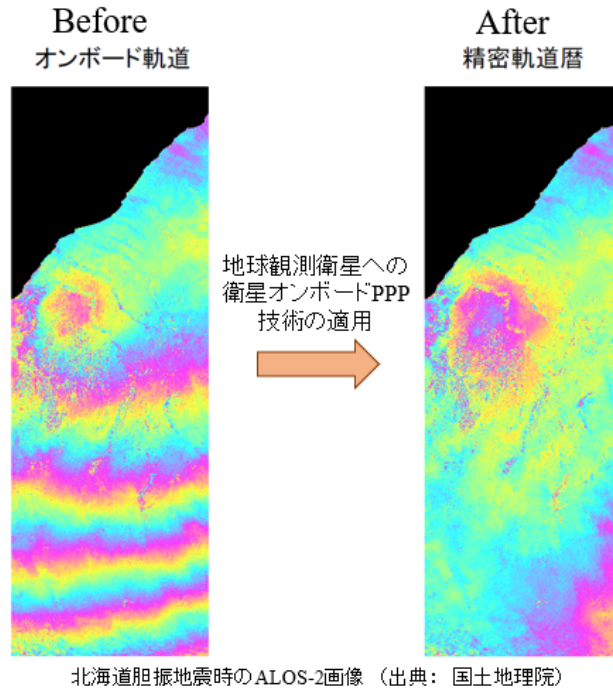 Before
オンボード軌道
After
精密軌道暦
地球観測衛星への
衛星オンボードPPP
技術の適用
北海道胆振地震時のALOS-2画像 （出典： 国土地理院）